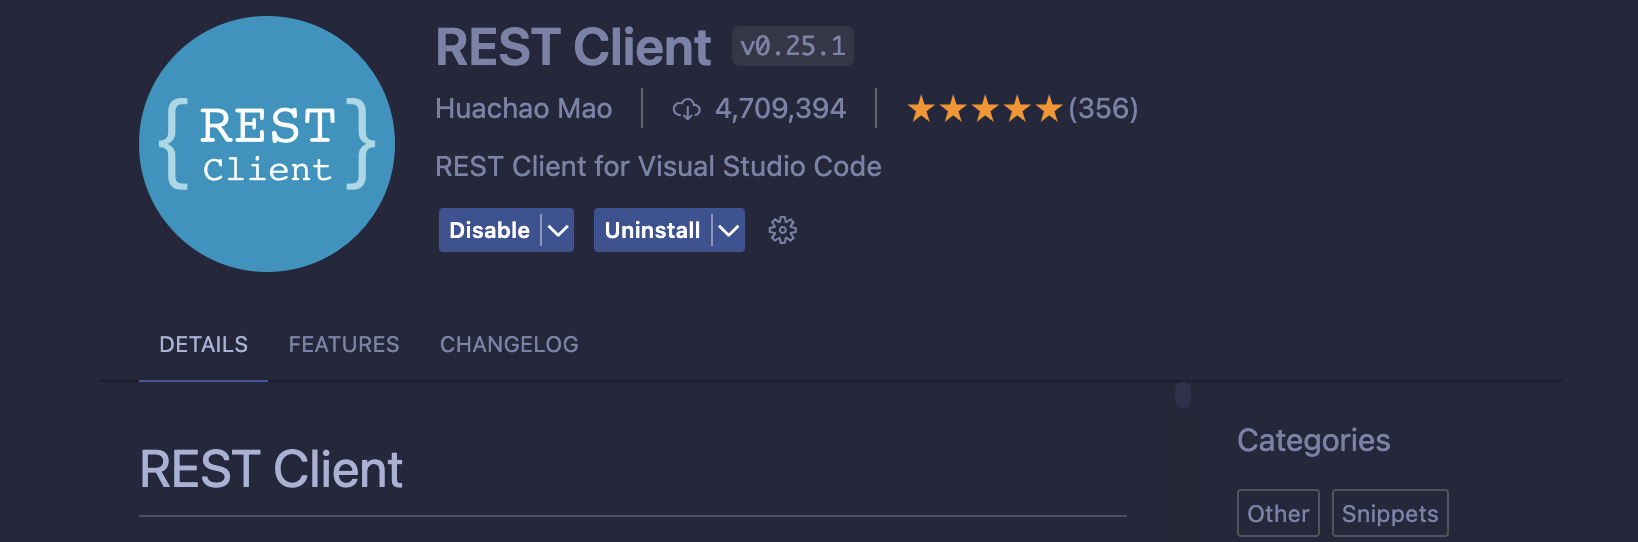 { REST
Client }
REST Client v0.25.1
Huachao Mao | 4,709,394 | ★★★★★(356)
REST Client for Visual Studio Code
Disable Uninstall
DETAILS FEATURES CHANGELOG
REST Client
Categories
Other Snippets